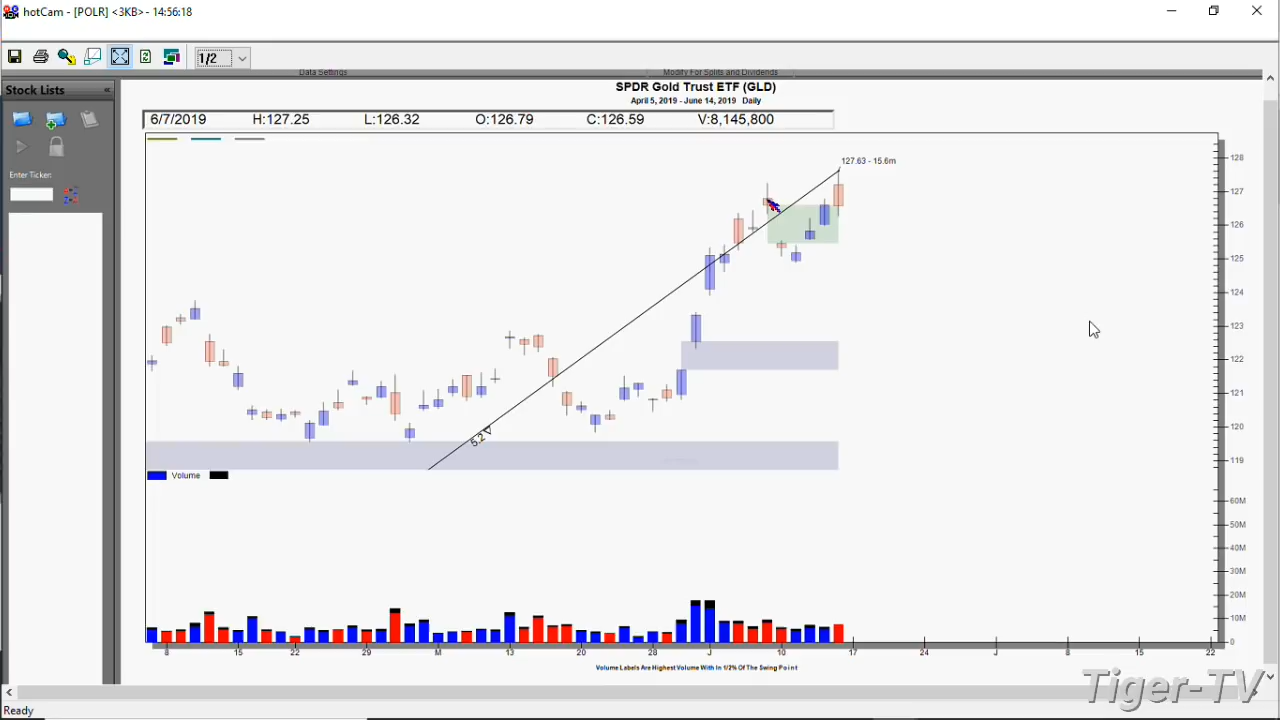 hotCam - [POLR] <3KB> - 14:56:18
1/2
Data Settings
Modify For Splits and Dividends
Stock Lists
SPDR Gold Trust ETF (GLD)
April 5, 2019 - June 14, 2019 Daily
6/7/2019 H:127.25 L:126.32 O:126.79 C:126.59 V:8,145,800
Enter Ticker:
127.63 - 15.6m
128
127
126
125
124
123
122
121
120
119
5.2
Volume
60M
50M
40M
30M
20M
10M
0
8 15 22 29 M 13 20 28 J 10 17 24 J 8 15 22
Volume Labels Are Highest Volume With In 1/2% Of The Swing Point
Tiger-TV
Ready